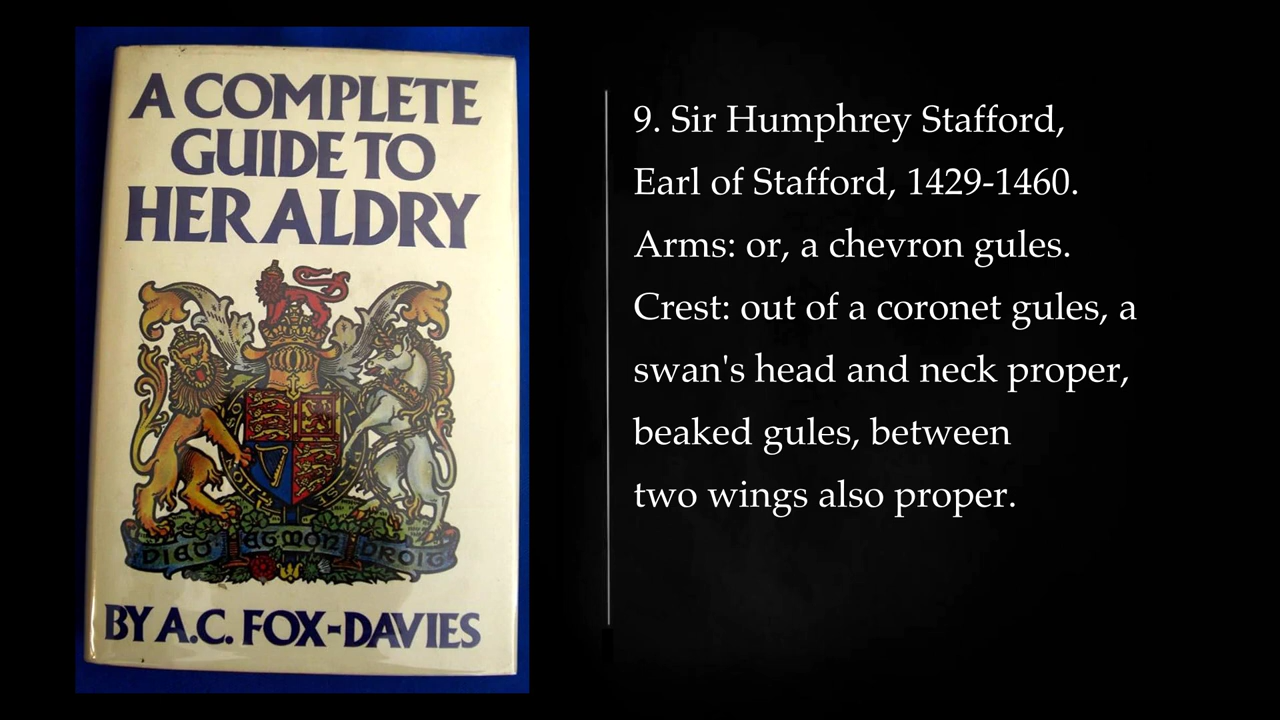 A COMPLETE
GUIDE TO
HERALDRY
DIEU ET MON DROIT
BY A.C. FOX-DAVIES
9. Sir Humphrey Stafford,
Earl of Stafford, 1429-1460.
Arms: or, a chevron gules.
Crest: out of a coronet gules, a
swan's head and neck proper,
beaked gules, between
two wings also proper.